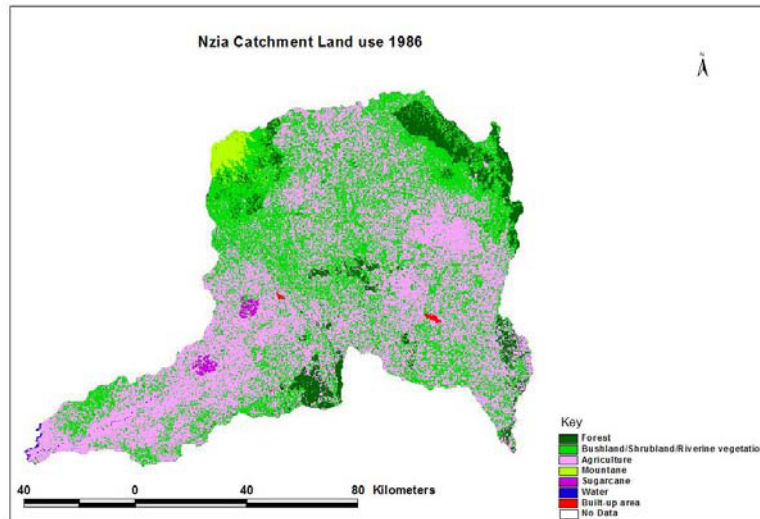 Nzia Catchment Land use 1986
N
Key
Forest
Bushland/Shrubland/Riverine vegetation
Agriculture
Mountane
Sugarcane
Water
Built-up area
No Data
40 0 40 80 Kilometers